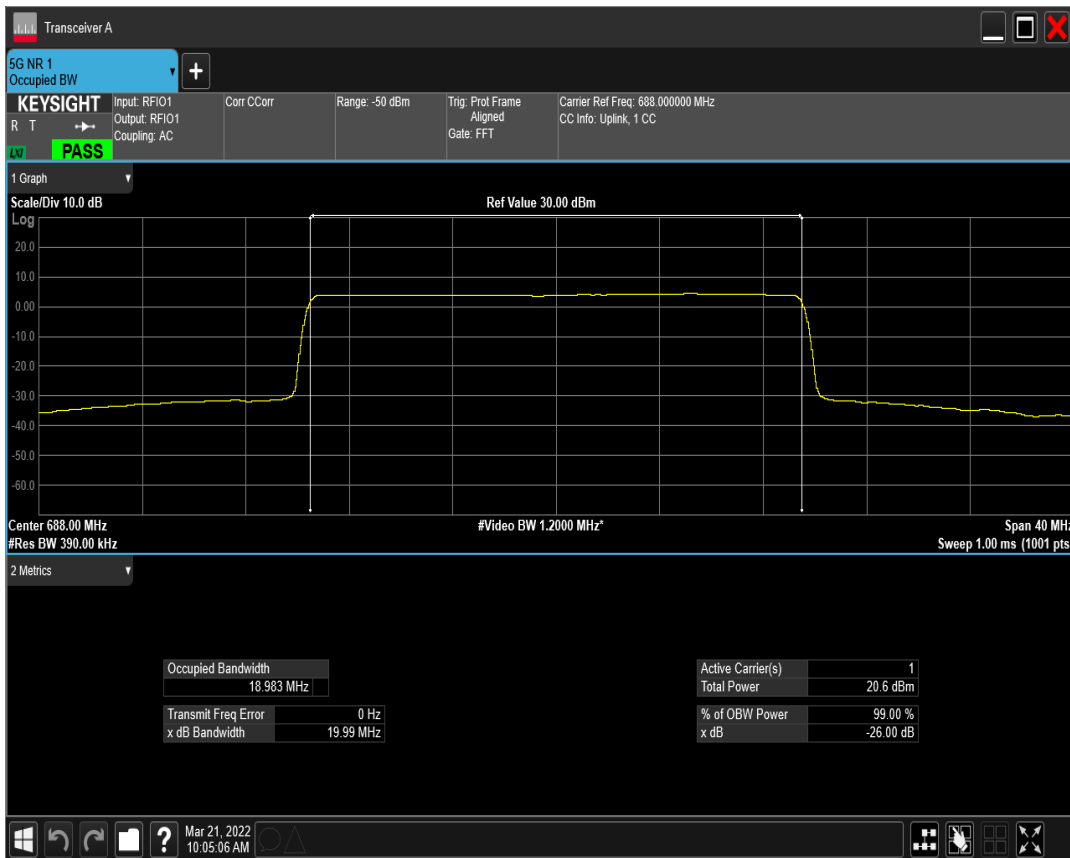 Transceiver A
5G NR 1
Occupied BW
KEYSIGHT
R T
LXI
PASS
Input: RFIO1
Output: RFIO1
Coupling: AC
Corr CCorr
Range: -50 dBm
Trig: Prot Frame
Aligned
Gate: FFT
Carrier Ref Freq: 688.000000 MHz
CC Info: Uplink, 1 CC
1 Graph
Scale/Div 10.0 dB
Ref Value 30.00 dBm
Log
20.0
10.0
0.00
-10.0
-20.0
-30.0
-40.0
-50.0
-60.0
Center 688.00 MHz
#Video BW 1.2000 MHz*
Span 40 MHz
#Res BW 390.00 kHz
Sweep 1.00 ms (1001 pts
2 Metrics
Occupied Bandwidth
18.983 MHz
Transmit Freq Error 0 Hz
x dB Bandwidth 19.99 MHz
Active Carrier(s) 1
Total Power 20.6 dBm
% of OBW Power 99.00 %
x dB -26.00 dB
?
Mar 21, 2022
10:05:06 AM